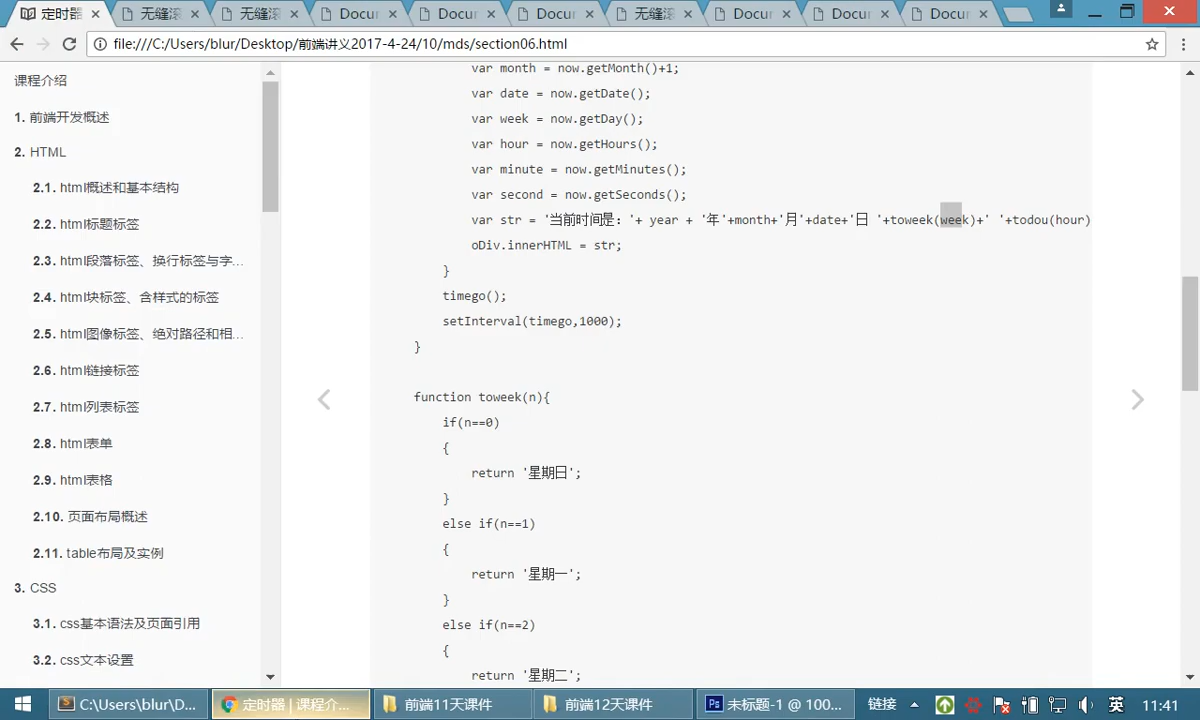 定时器
无缝滚
无缝滚
Docum
Docum
Docum
无缝滚
Docum
Docum
Docum
file:///C:/Users/blur/Desktop/前端讲义2017-4-24/10/mds/section06.html
课程介绍
1. 前端开发概述
2. HTML
2.1. html概述和基本结构
2.2. html标题标签
2.3. html段落标签、换行标签与字...
2.4. html块标签、含样式的标签
2.5. html图像标签、绝对路径和相...
2.6. html链接标签
2.7. html列表标签
2.8. html表单
2.9. html表格
2.10. 页面布局概述
2.11. table布局及实例
3. CSS
3.1. css基本语法及页面引用
3.2. css文本设置
var month = now.getMonth()+1;
var date = now.getDate();
var week = now.getDay();
var hour = now.getHours();
var minute = now.getMinutes();
var second = now.getSeconds();
var str = '当前时间是：'+ year + '年'+month+'月'+date+'日 '+toweek(week)+' '+todou(hour)
oDiv.innerHTML = str;
}
timego();
setInterval(timego,1000);
}
function toweek(n){
if(n==0)
{
return '星期日';
}
else if(n==1)
{
return '星期一';
}
else if(n==2)
{
return '星期二';
C:\Users\blur\D...
定时器 | 课程介...
前端11天课件
前端12天课件
未标题-1 @ 100...
链接
英
11:41